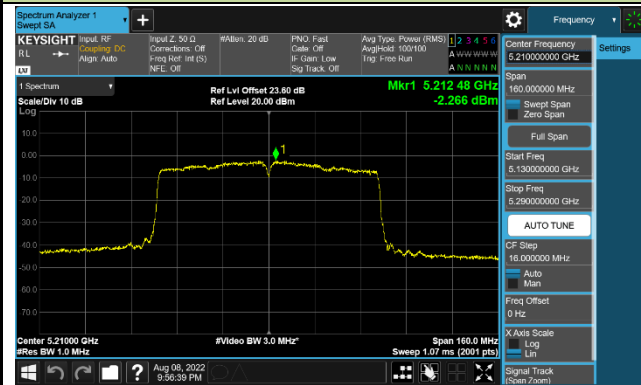 Spectrum Analyzer 1
Swept SA
Frequency
KEYSIGHT
RL
LXI
Input: RF
Coupling: DC
Align: Auto
Input Z: 50 Ω
Corrections: Off
Freq Ref: Int (S)
NFE: Off
#Atten: 20 dB
PNO: Fast
Gate: Off
IF Gain: Low
Sig Track: Off
Avg Type: Power (RMS)
Avg|Hold: 100/100
Trig: Free Run
1 2 3 4 5 6
A W W W W W
A N N N N N
1 Spectrum
Scale/Div 10 dB
Log
Ref Lvl Offset 23.60 dB
Ref Level 20.00 dBm
Mkr1 5.212 48 GHz
-2.266 dBm
10.0
0.00
10.0
20.0
30.0
40.0
-50.0
60.0
70.0
1
Center 5.21000 GHz
#Res BW 1.0 MHz
#Video BW 3.0 MHz*
Span 160.0 MHz
Sweep 1.07 ms (2001 pts)
Aug 08, 2022
9:56:39 PM
Center Frequency
5.210000000 GHz
Settings
Span
160.000000 MHz
Swept Span
Zero Span
Full Span
Start Freq
5.130000000 GHz
Stop Freq
5.290000000 GHz
AUTO TUNE
CF Step
16.000000 MHz
Auto
Man
Freq Offset
0 Hz
X Axis Scale
Log
Lin
Signal Track
(Span Zoom)